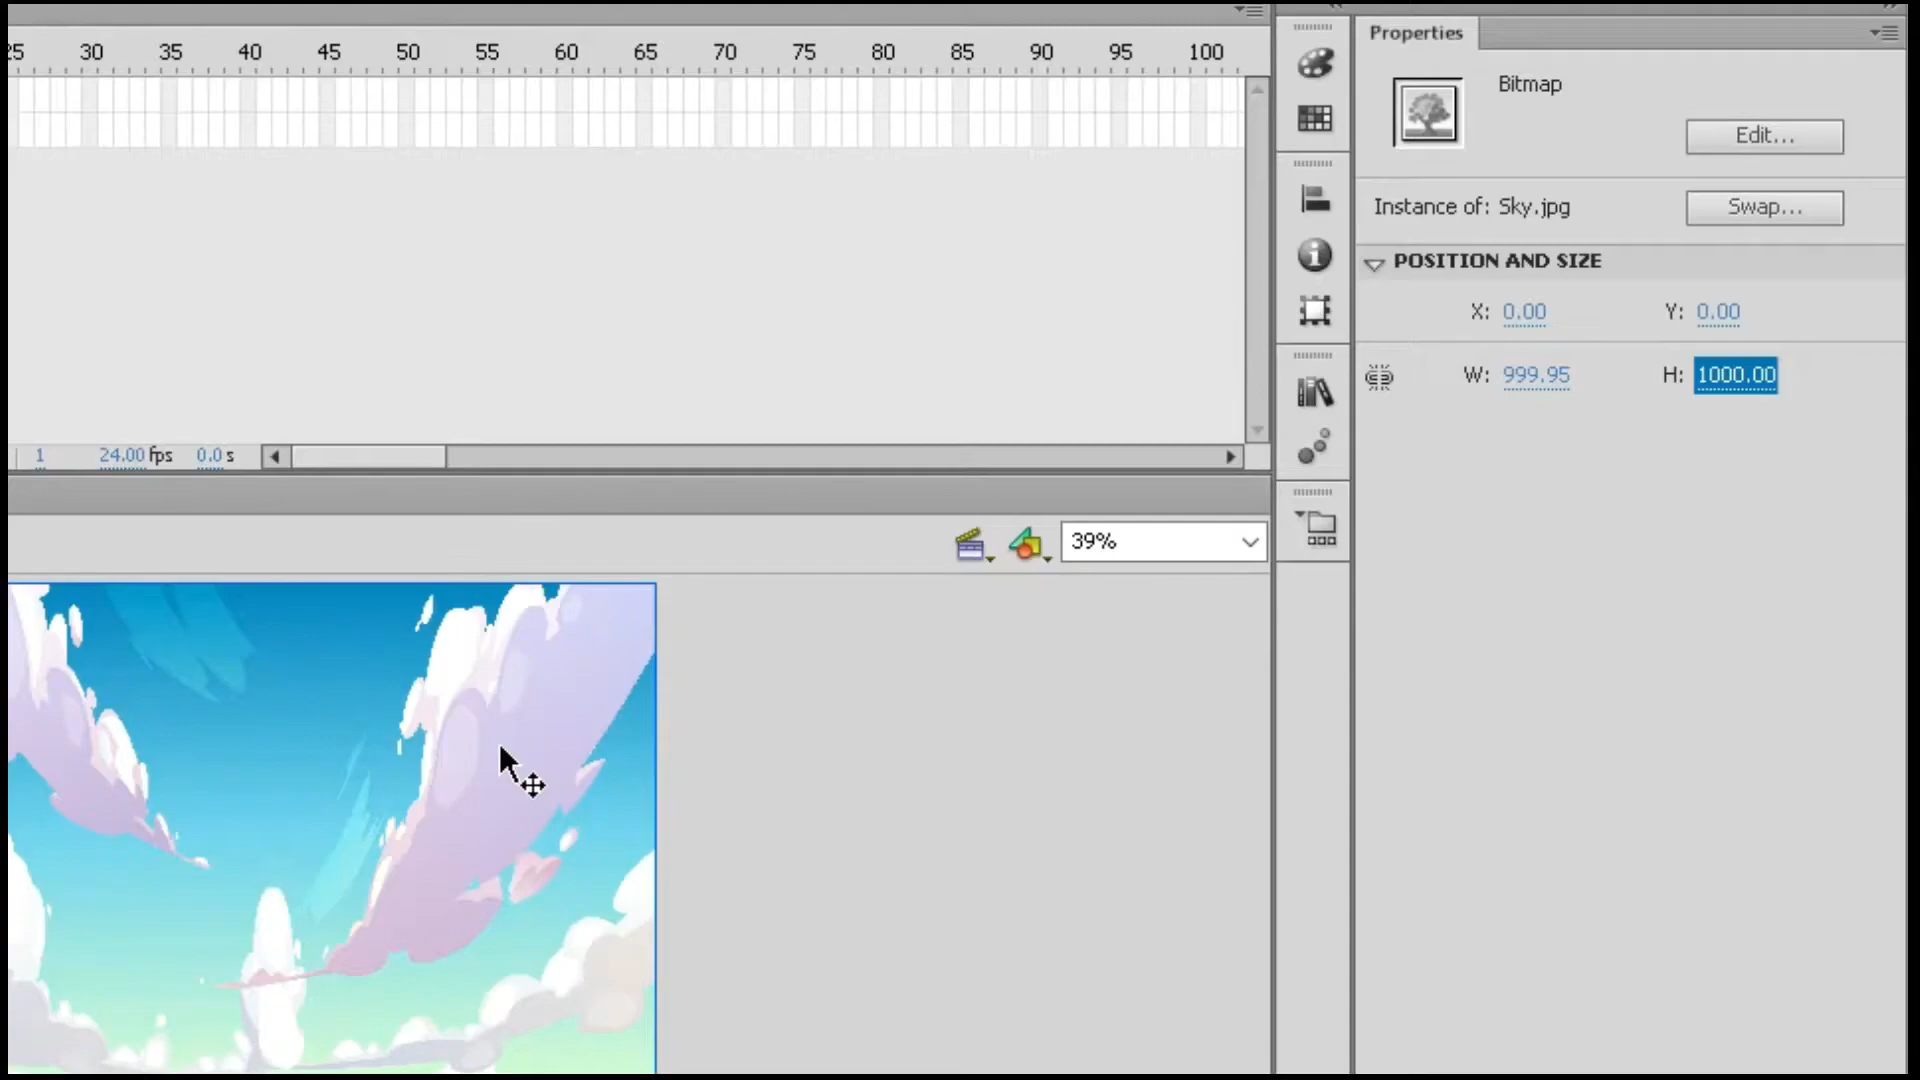 25 30 35 40 45 50 55 60 65 70 75 80 85 90 95 100
1 24.00 fps 0.0 s
39%
Properties
Bitmap
Edit...
Instance of: Sky.jpg
Swap...
POSITION AND SIZE
X: 0.00 Y: 0.00
W: 999.95 H: 1000.00